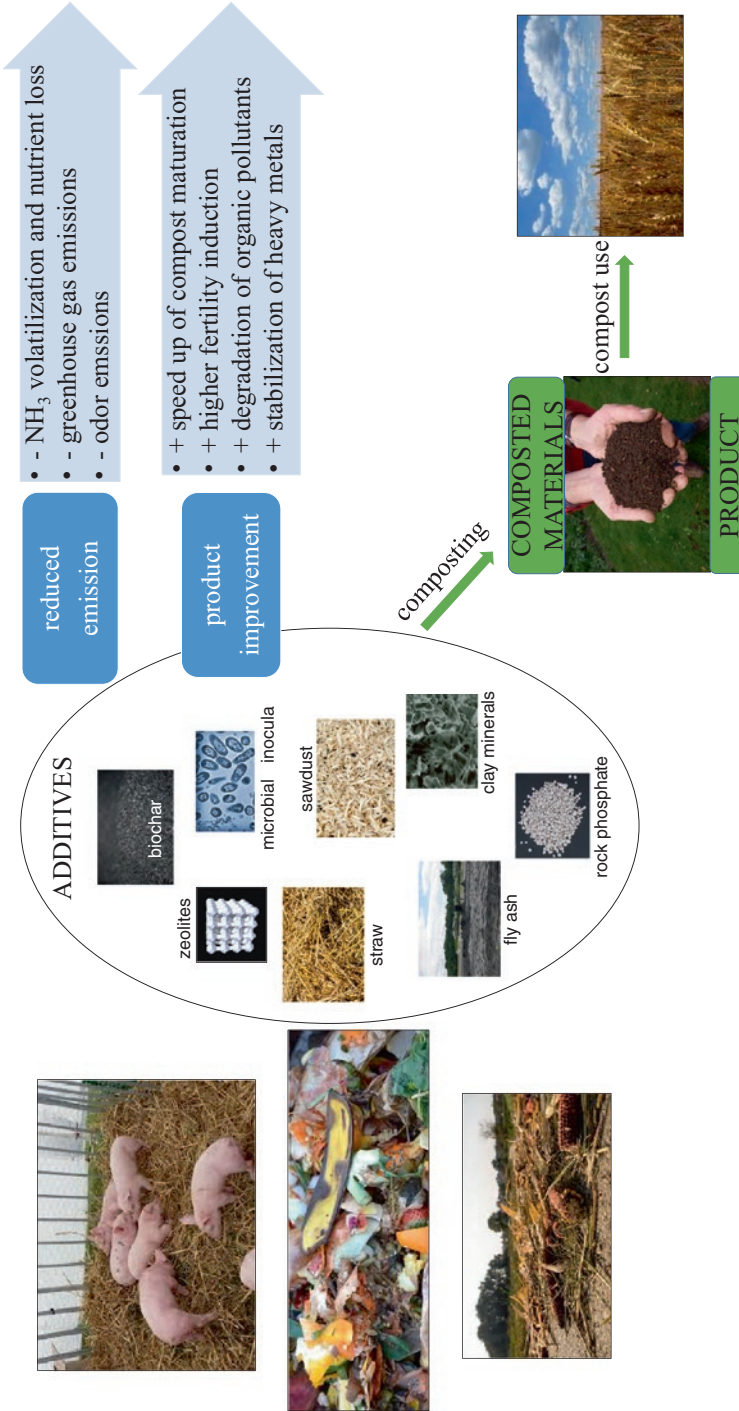 ADDITIVES
biochar
zeolites
microbial inocula
straw
sawdust
fly ash
clay minerals
rock phosphate
reduced
emission
• - NH₃ volatilization and nutrient loss
• - greenhouse gas emissions
• - odor emssions
product
improvement
• + speed up of compost maturation
• + higher fertility induction
• + degradation of organic pollutants
• + stabilization of heavy metals
composting
COMPOSTED
MATERIALS
PRODUCT
compost use